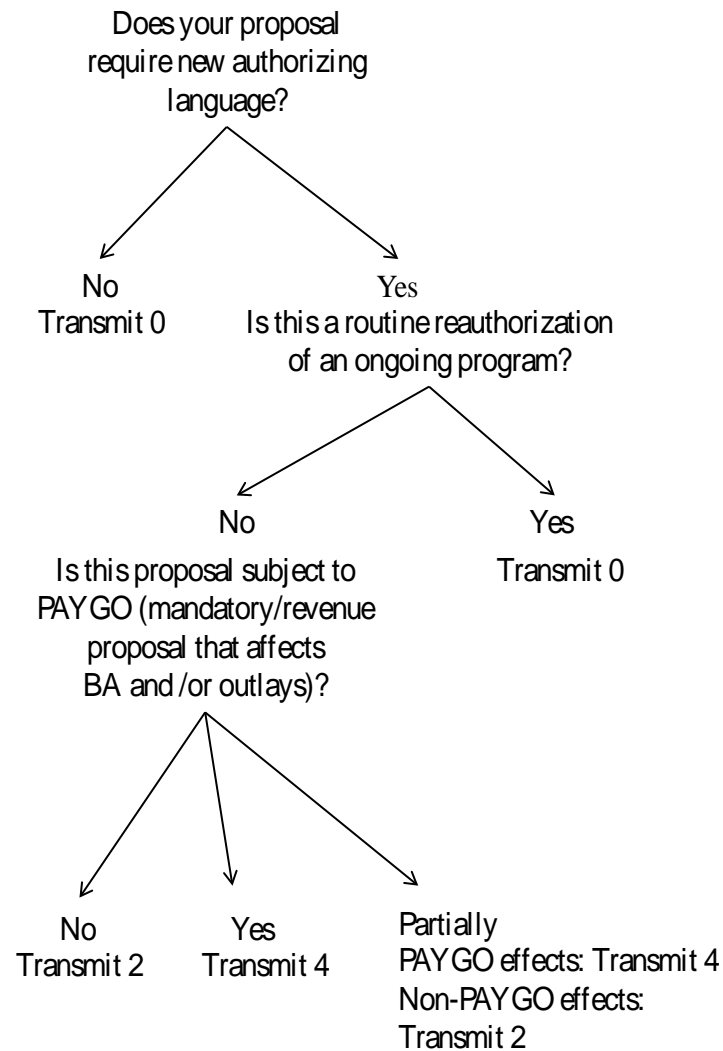 Does your proposal
require new authorizing
language?
No
Transmit 0
Yes
Is this a routine reauthorization
of an ongoing program?
No
Yes
Is this proposal subject to
PAYGO (mandatory/revenue
proposal that affects
BA and /or outlays)?
Transmit 0
No
Transmit 2
Yes
Transmit 4
Partially
PAYGO effects: Transmit 4
Non-PAYGO effects:
Transmit 2